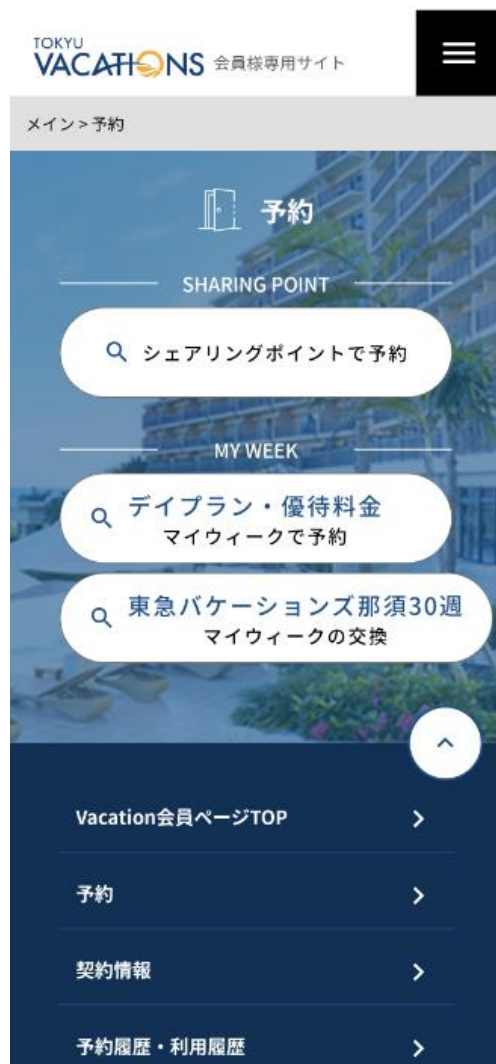 TOKYU
VACATIONS 会員様専用サイト
メイン > 予約
予約
SHARING POINT
シェアリングポイントで予約
MY WEEK
デイプラン・優待料金
マイウィークで予約
東急バケーションズ那須30週
マイウィークの交換
Vacation会員ページTOP
予約
契約情報
予約履歴・利用履歴